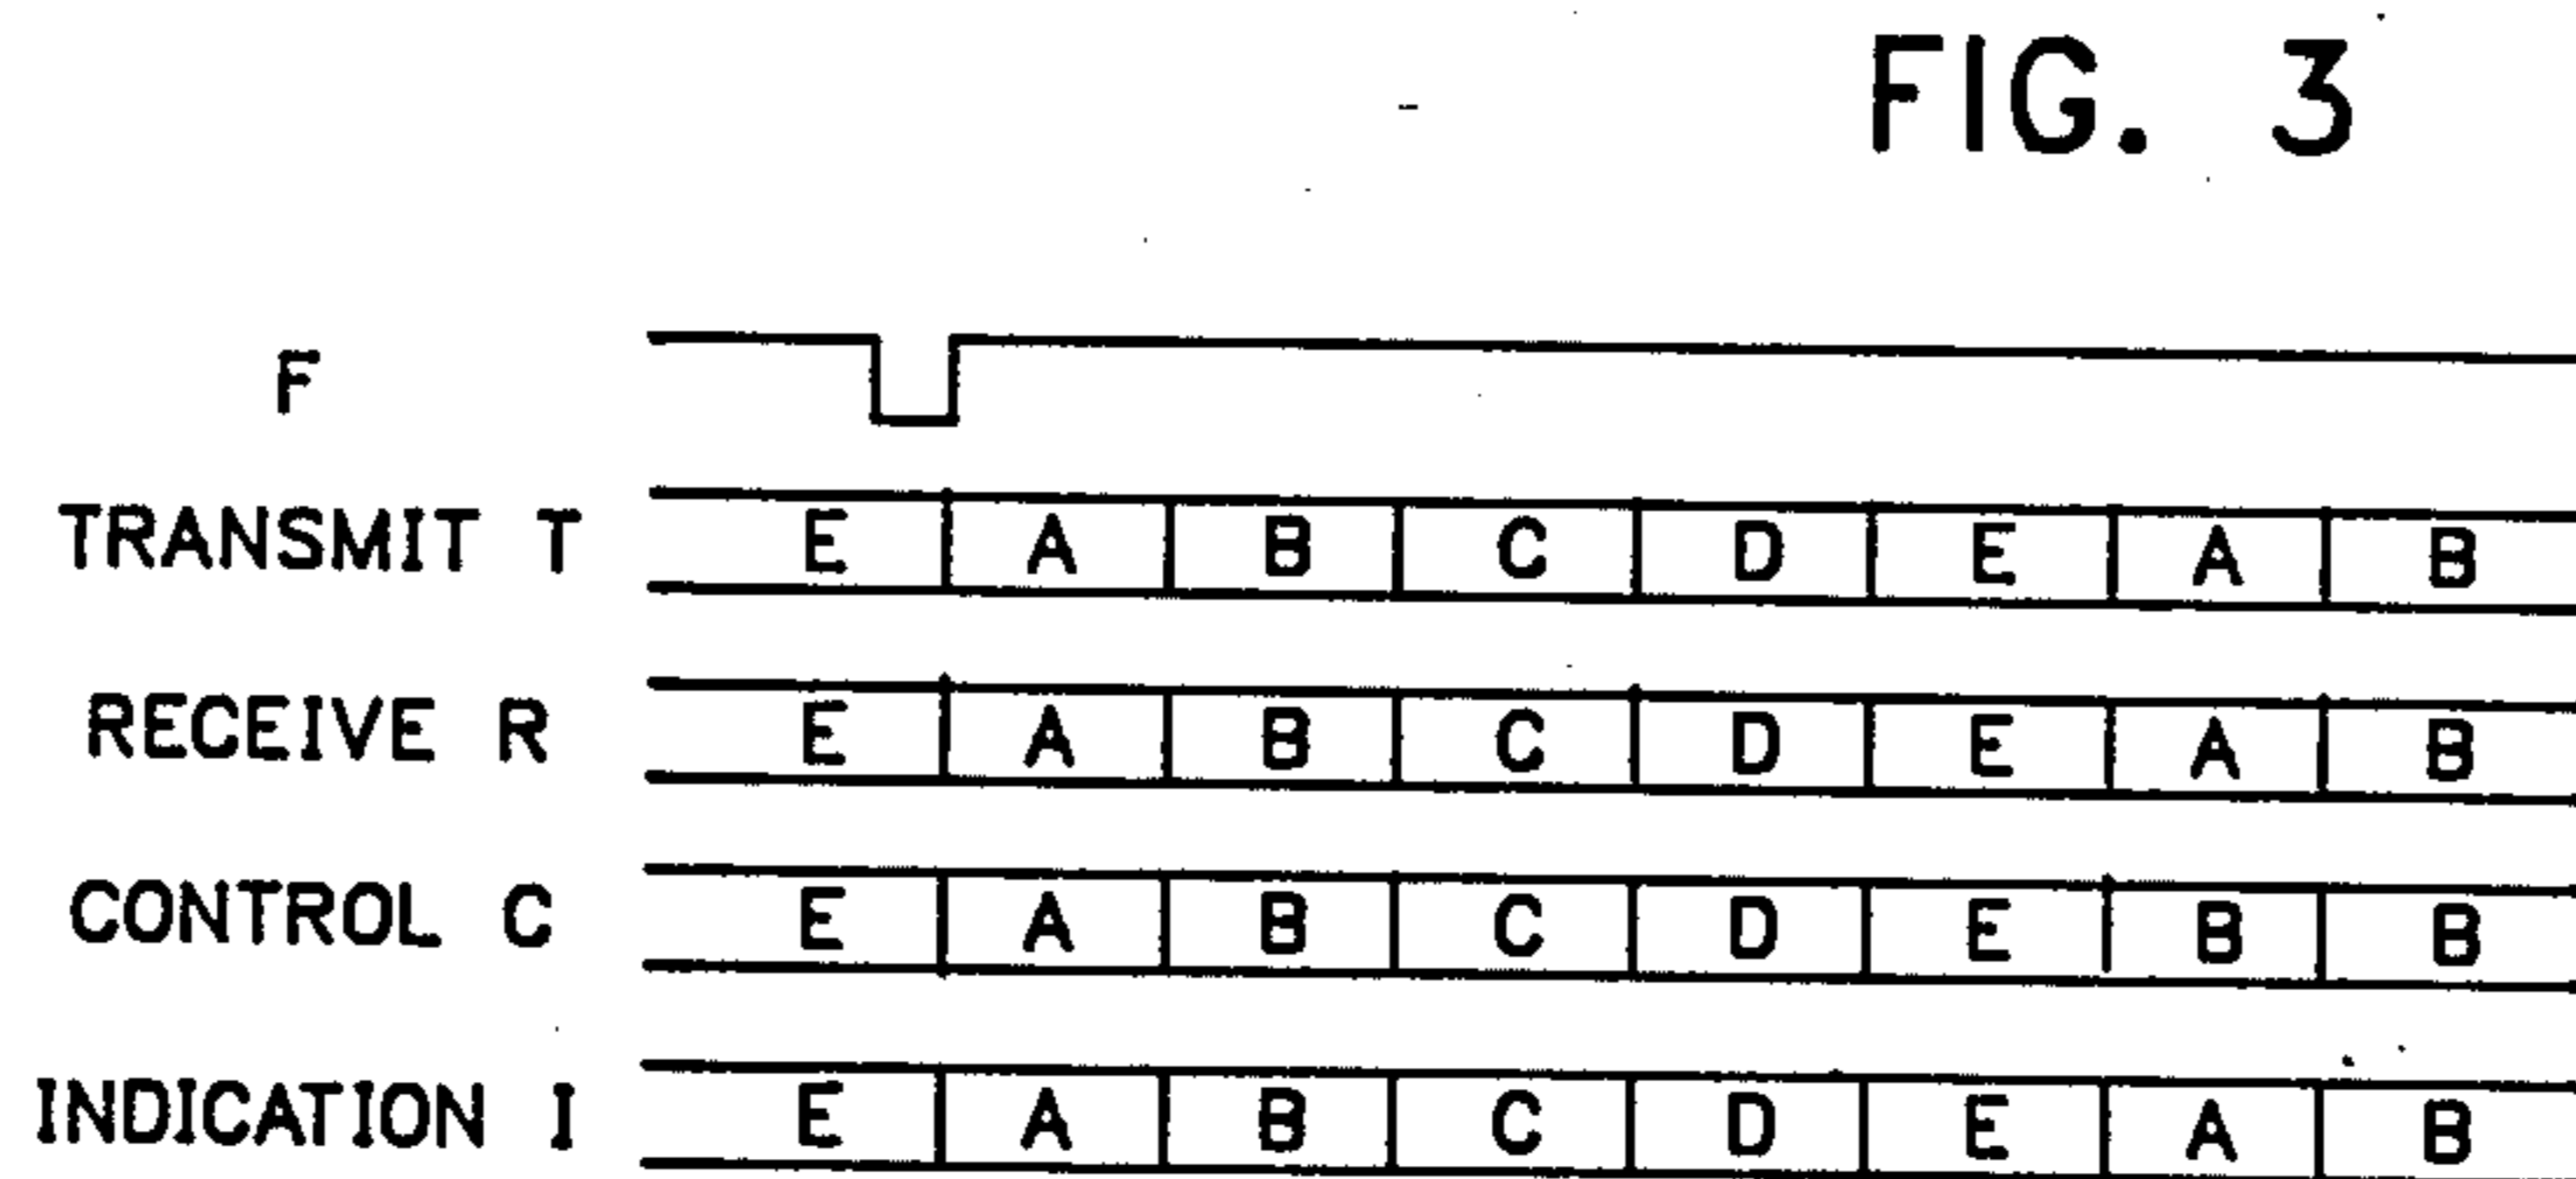 FIG. 3
F
TRANSMIT T E A B C D E A B
RECEIVE R E A B C D E A B
CONTROL C E A B C D E B B
INDICATION I E A B C D E A B